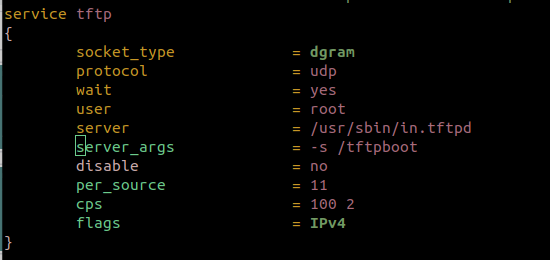 service tftp
{
socket_type = dgram
protocol = udp
wait = yes
user = root
server = /usr/sbin/in.tftpd
server_args = -s /tftpboot
disable = no
per_source = 11
cps = 100 2
flags = IPv4
}